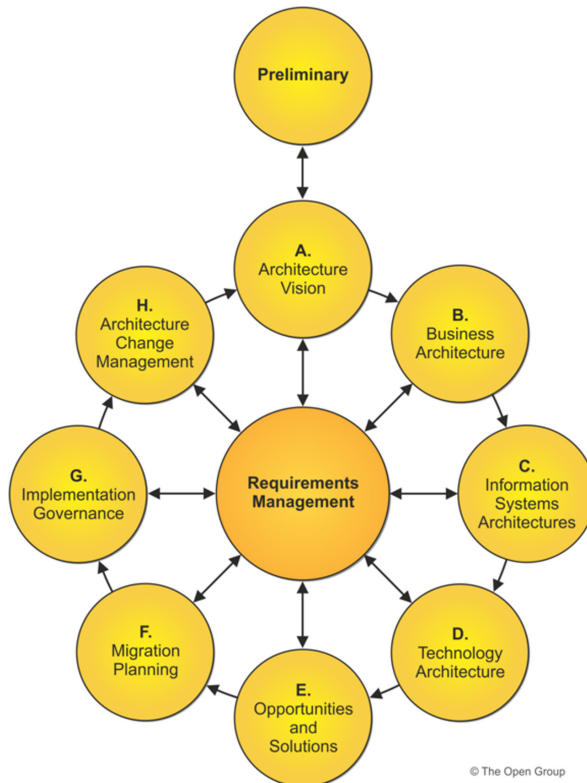 Preliminary
A.
Architecture
Vision
B.
Business
Architecture
C.
Information
Systems
Architectures
D.
Technology
Architecture
E.
Opportunities
and
Solutions
F.
Migration
Planning
G.
Implementation
Governance
H.
Architecture
Change
Management
Requirements
Management
© The Open Group